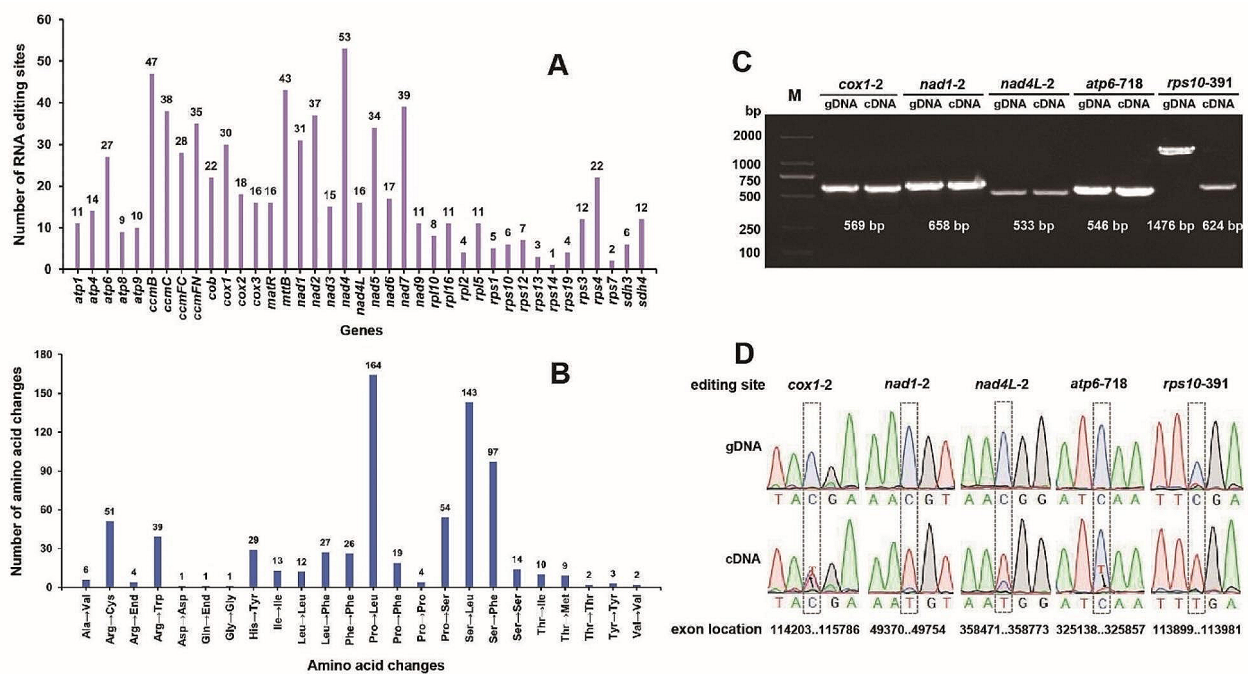 A
Number of RNA editing sites
60
50
40
30
20
10
0
11 14 27 9 10 47 38 28 35 22 30 18 16 16 43 31 37 15 53 16 34 17 39 11 8 11 4 11 5 6 7 3 1 4 12 22 2 6 12
atp1 atp4 atp6 atp8 atp9 ccmB ccmC ccmFC ccmFN cob cox1 cox2 cox3 matR mttB nad1 nad2 nad3 nad4 nad4L nad5 nad6 nad7 nad9 rpl10 rpl16 rpl2 rpl5 rps1 rps10 rps12 rps13 rps14 rps19 rps3 rps4 rps7 sdh3 sdh4
Genes
B
Number of amino acid changes
180
150
120
90
60
30
0
6 51 4 39 1 1 1 29 13 12 27 26 164 19 4 54 143 97 14 10 9 2 3 2
Ala→Val Arg→Cys Arg→End Arg→Trp Asp→Asp Gln→End Gly→Gly His→Tyr Ile→Ile Leu→Leu Leu→Phe Phe→Phe Pro→Leu Pro→Phe Pro→Pro Pro→Ser Ser→Leu Ser→Phe Ser→Ser Thr→Ile Thr→Met Thr→Thr Tyr→Tyr Val→Val
Amino acid changes
C
cox1-2 nad1-2 nad4L-2 atp6-718 rps10-391
M gDNA cDNA gDNA cDNA gDNA cDNA gDNA cDNA gDNA cDNA
bp
2000
1000
750
500
250
100
569 bp 658 bp 533 bp 546 bp 1476 bp 624 bp
D
editing site cox1-2 nad1-2 nad4L-2 atp6-718 rps10-391
gDNA
T A C G A A A C G T A A C G G A T C A A T T C G A
cDNA
T T
T A C G A A A T G T A A T G G A T C A A T T T G A
exon location 114203..115786 49370..49754 358471..358773 325138..325857 113899..113981